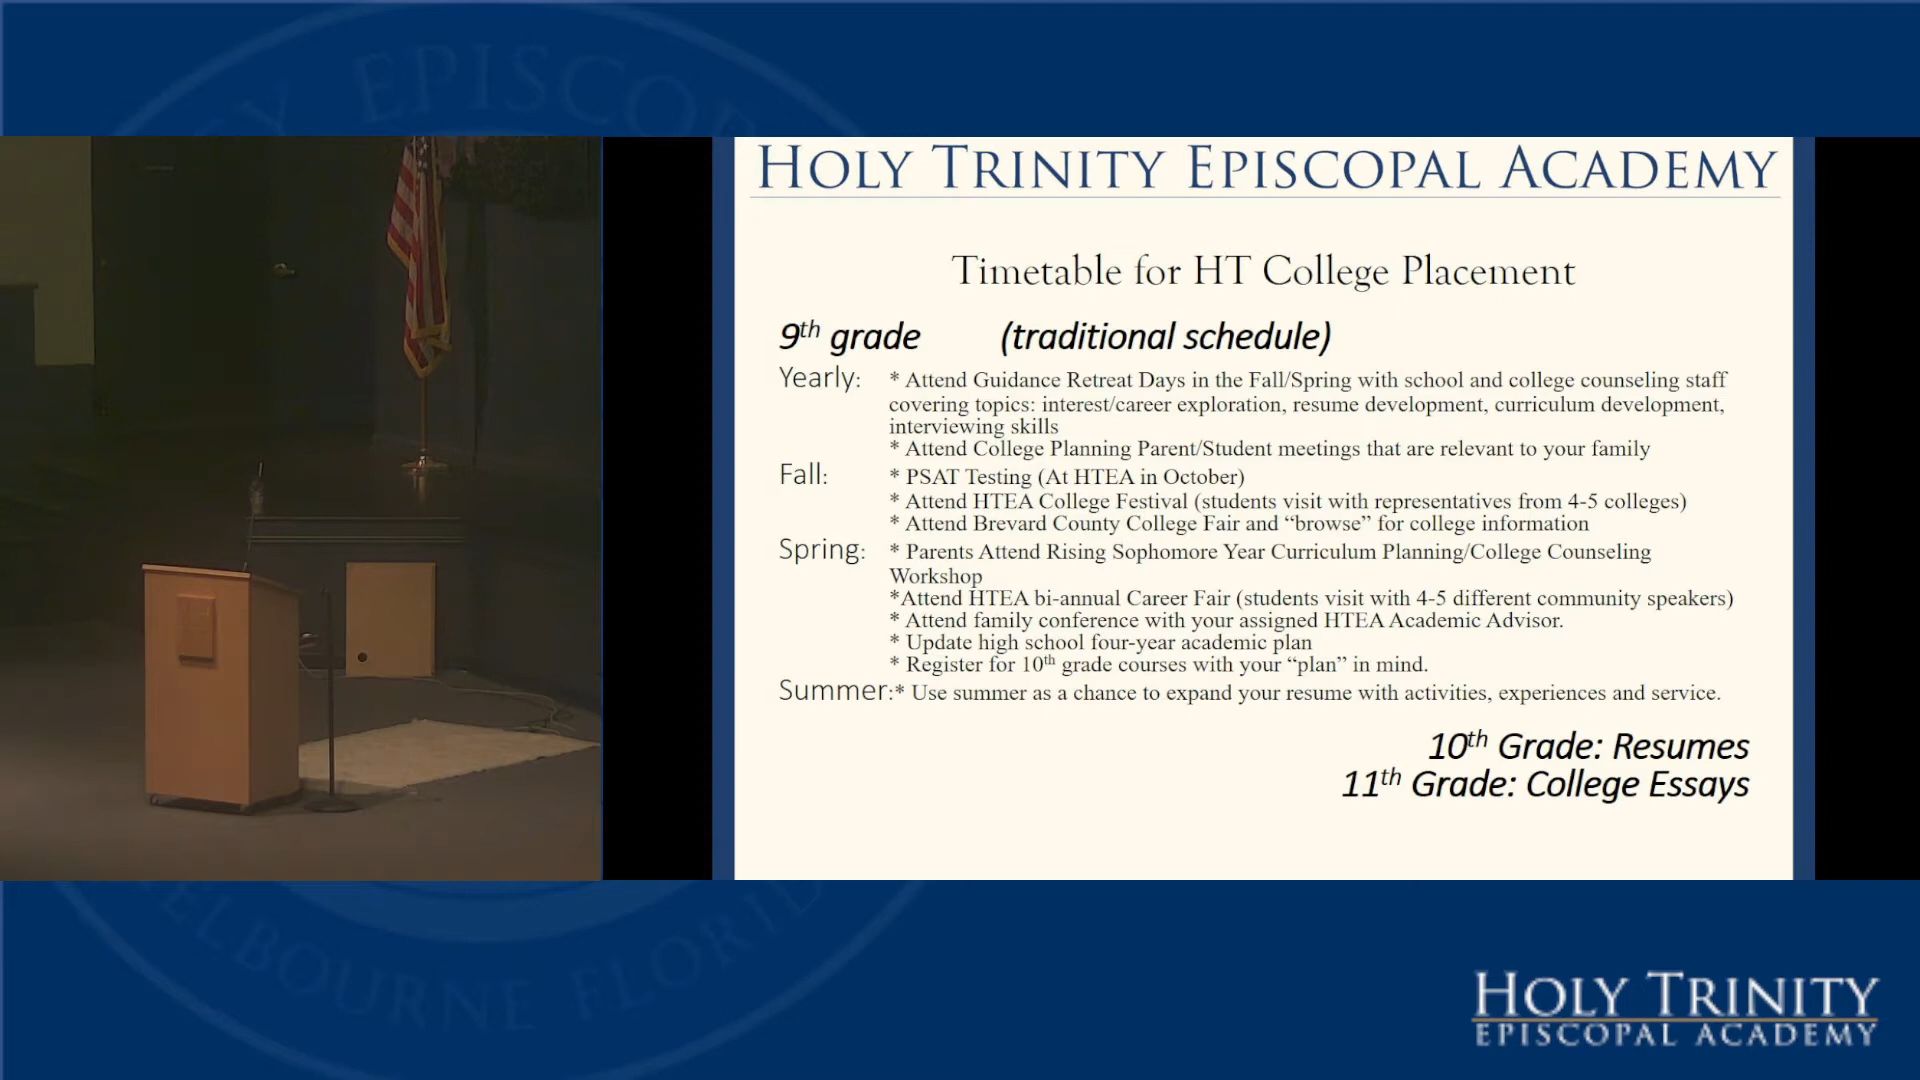 HOLY TRINITY EPISCOPAL ACADEMY
Timetable for HT College Placement
9th grade (traditional schedule)
Yearly: * Attend Guidance Retreat Days in the Fall/Spring with school and college counseling staff
covering topics: interest/career exploration, resume development, curriculum development,
interviewing skills
* Attend College Planning Parent/Student meetings that are relevant to your family
Fall: * PSAT Testing (At HTEA in October)
* Attend HTEA College Festival (students visit with representatives from 4-5 colleges)
* Attend Brevard County College Fair and “browse” for college information
Spring: * Parents Attend Rising Sophomore Year Curriculum Planning/College Counseling
Workshop
*Attend HTEA bi-annual Career Fair (students visit with 4-5 different community speakers)
* Attend family conference with your assigned HTEA Academic Advisor.
* Update high school four-year academic plan
* Register for 10th grade courses with your “plan” in mind.
Summer:* Use summer as a chance to expand your resume with activities, experiences and service.
10th Grade: Resumes
11th Grade: College Essays
HOLY TRINITY
EPISCOPAL ACADEMY